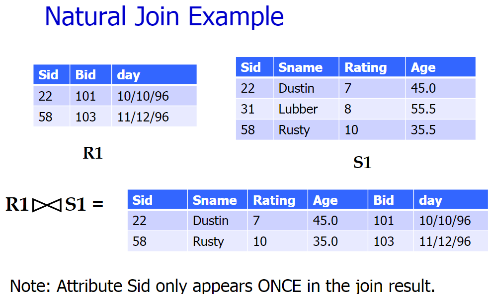 Natural Join Example
Sid Bid day
22 101 10/10/96
58 103 11/12/96
R1
Sid Sname Rating Age
22 Dustin 7 45.0
31 Lubber 8 55.5
58 Rusty 10 35.5
S1
R1⋈S1 =
Sid Sname Rating Age Bid day
22 Dustin 7 45.0 101 10/10/96
58 Rusty 10 35.0 103 11/12/96
Note: Attribute Sid only appears ONCE in the join result.